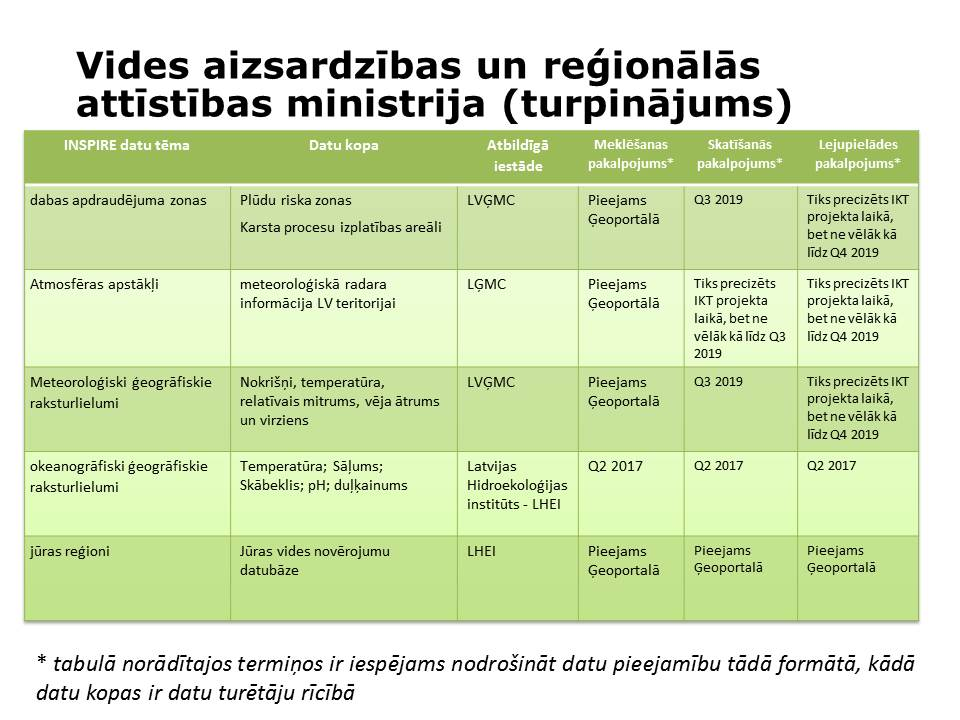 Vides aizsardzības un reģionālās
attīstības ministrija (turpinājums)
INSPIRE datu tēma
Datu kopa
Atbildīgā
iestāde
Meklēšanas
pakalpojums*
Skatīšanās
pakalpojums*
Lejupielādes
pakalpojums*
dabas apdraudējuma zonas
Plūdu riska zonas
Karsta procesu izplatības areāli
LVĢMC
Pieejams
Ģeoportālā
Q3 2019
Tiks precizēts IKT
projekta laikā,
bet ne vēlāk kā
līdz Q4 2019
Atmosfēras apstākļi
meteoroloģiskā radara
informācija LV teritorijai
LĢMC
Pieejams
Ģeoportālā
Tiks precizēts
IKT projekta
laikā, bet ne
vēlāk kā līdz Q3
2019
Tiks precizēts IKT
projekta laikā,
bet ne vēlāk kā
līdz Q4 2019
Meteoroloģiski ģeogrāfiskie
raksturlielumi
Nokrišņi, temperatūra,
relatīvais mitrums, vēja ātrums
un virziens
LVĢMC
Pieejams
Ģeoportalā
Q3 2019
Tiks precizēts IKT
projekta laikā,
bet ne vēlāk kā
līdz Q4 2019
okeanogrāfiski ģeogrāfiskie
raksturlielumi
Temperatūra; Sāļums;
Skābeklis; pH; duļķainums
Latvijas
Hidroekoloģijas
institūts - LHEI
Q2 2017
Q2 2017
Q2 2017
jūras reģioni
Jūras vides novērojumu
datubāze
LHEI
Pieejams
Ģeoportalā
Pieejams
Ģeoportalā
Pieejams
Ģeoportalā
* tabulā norādītajos termiņos ir iespējams nodrošināt datu pieejamību tādā formātā, kādā
datu kopas ir datu turētāju rīcībā